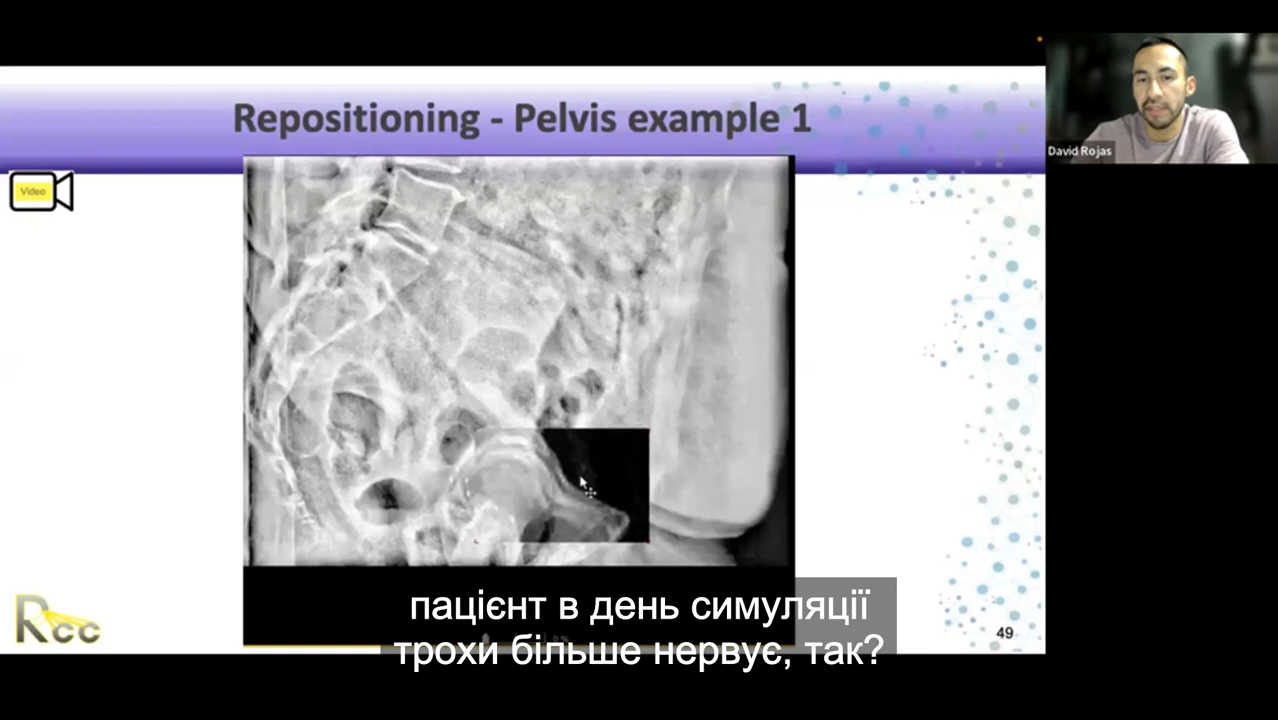 Repositioning - Pelvis example 1
David Rojas
Video
Rcc
49
пацієнт в день симуляції
трохи більше нервує, так?